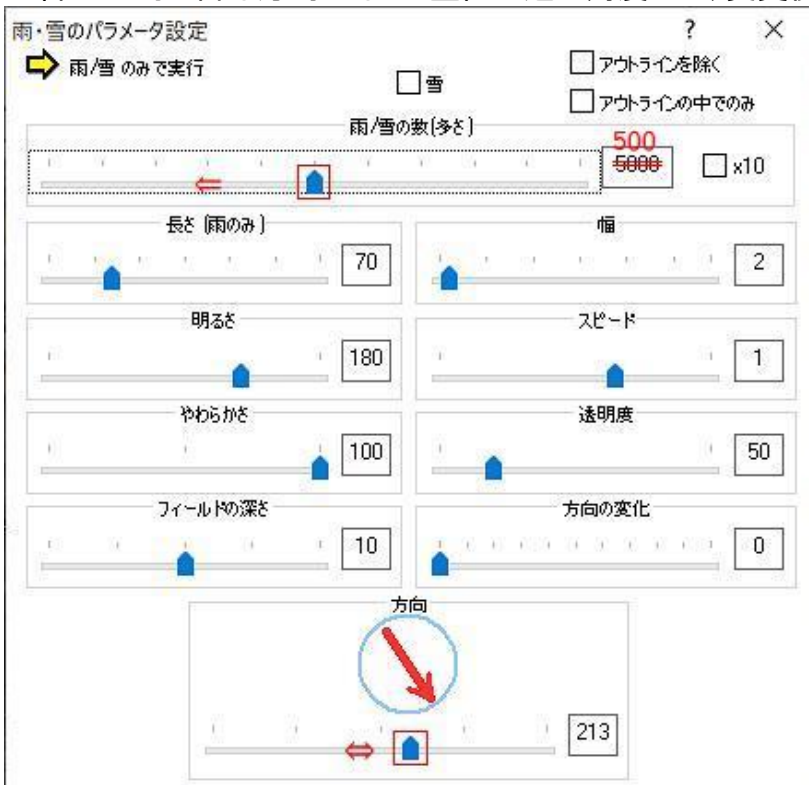 雨・雪のパラメータ設定 ? ×
雨/雪 のみで実行
雪
アウトラインを除く
アウトラインの中でのみ
雨/雪の数(多さ)
500
5000
x10
長さ (雨のみ)
70
幅
2
明るさ
180
スピード
1
やわらかさ
100
透明度
50
フィールドの深さ
10
方向の変化
0
方向
213